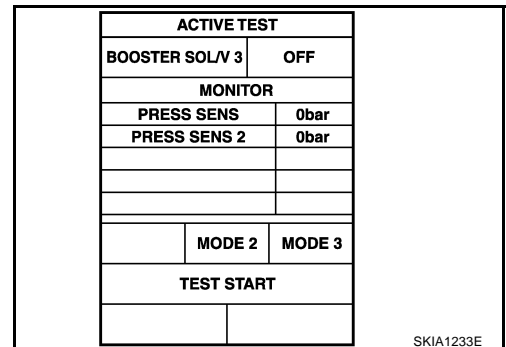 ACTIVE TEST
BOOSTER SOL/V 3 OFF
MONITOR
PRESS SENS 0bar
PRESS SENS 2 0bar
MODE 2 MODE 3
TEST START
SKIA1233E